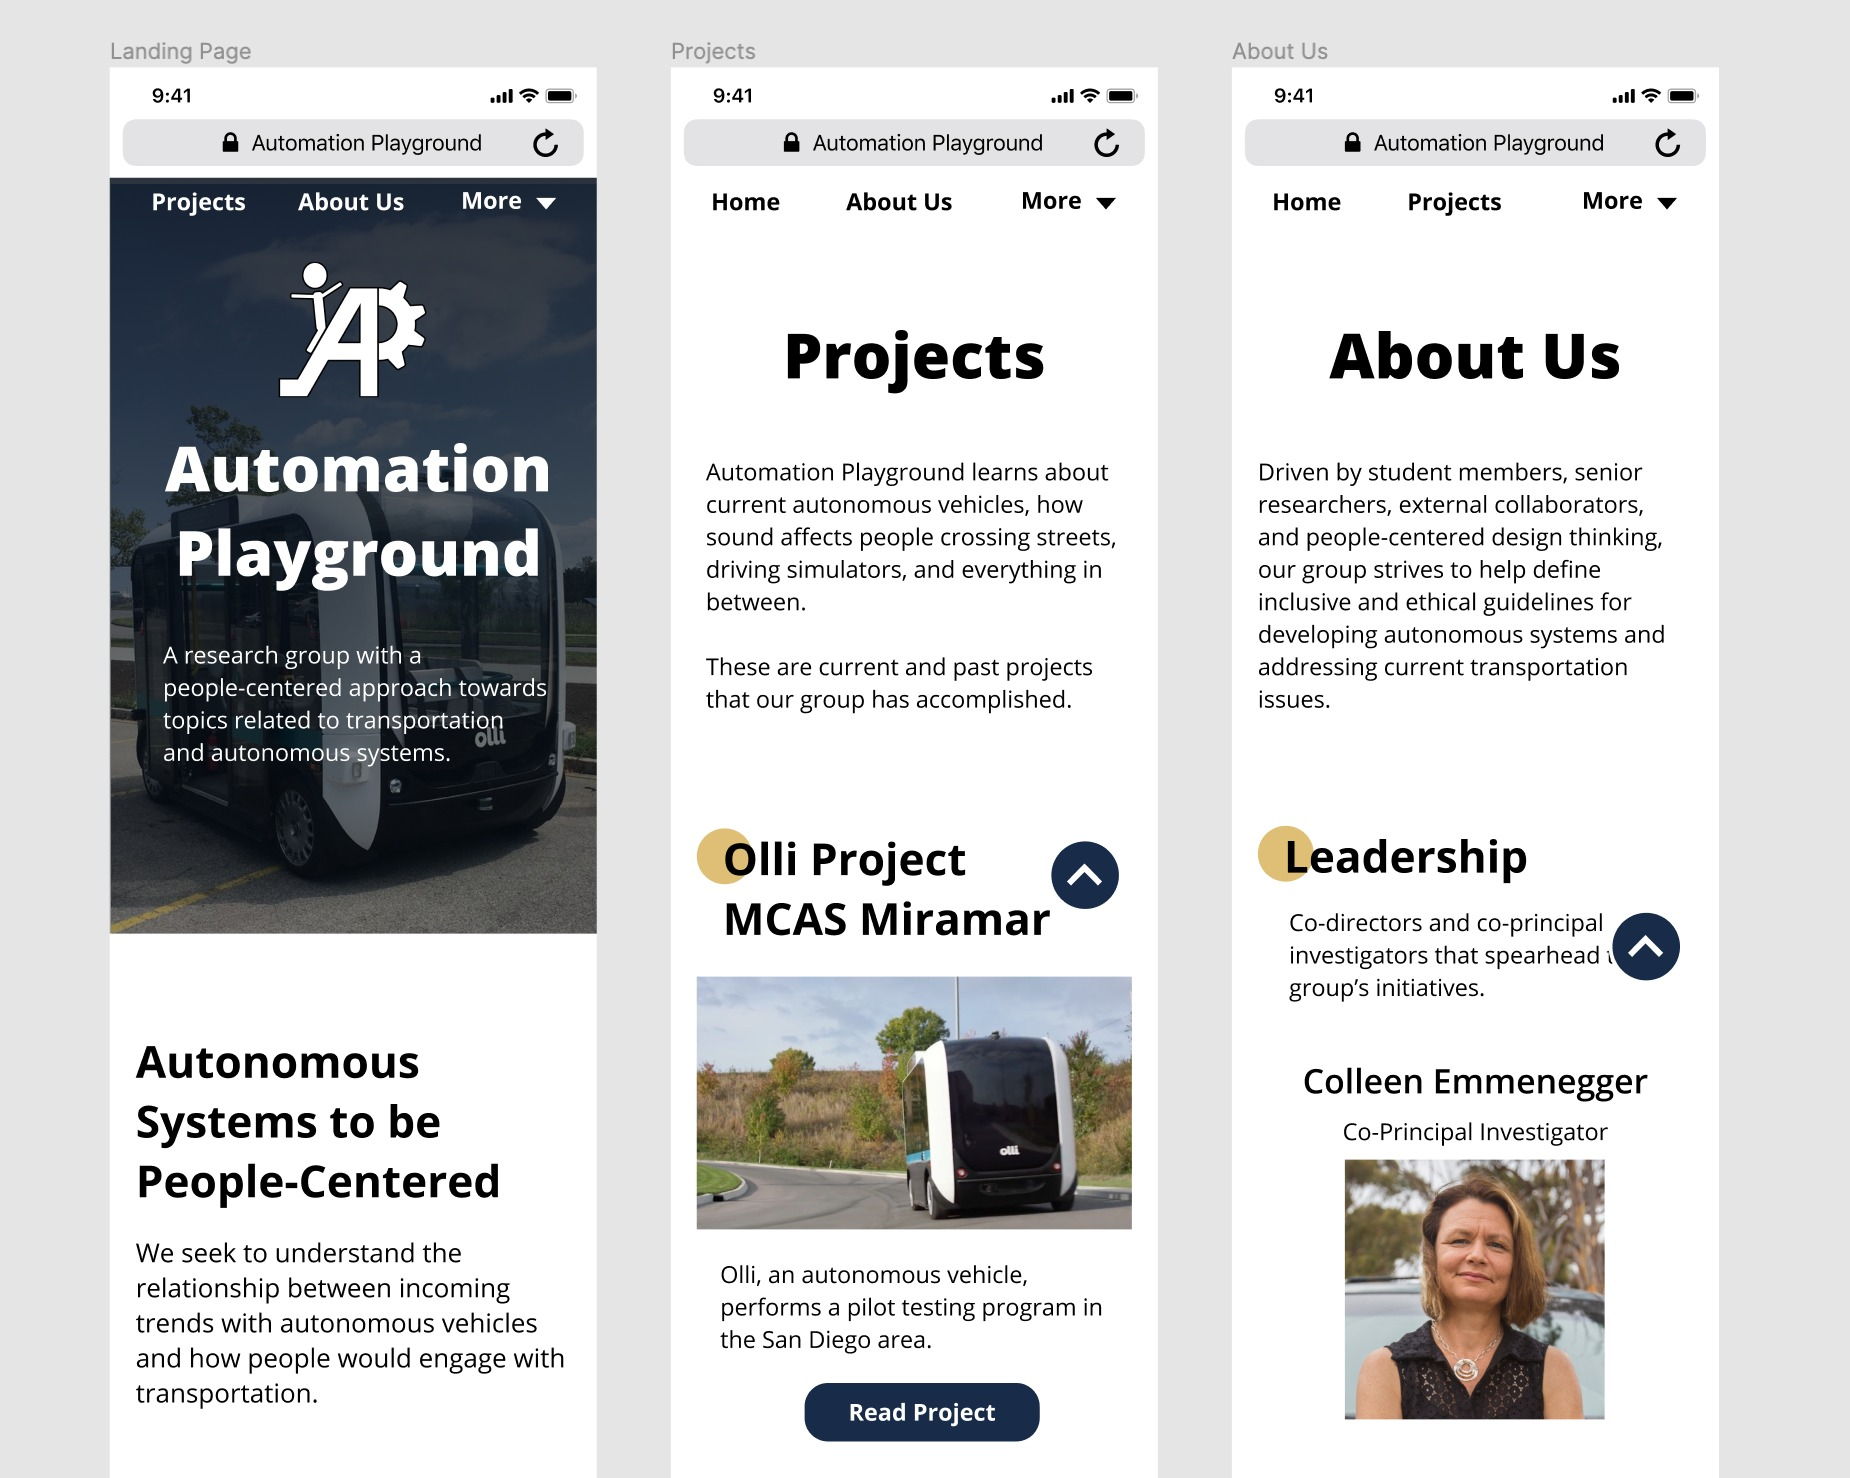 Landing Page
9:41
Automation Playground
Projects About Us More
AP
Automation
Playground
A research group with a
people-centered approach towards
topics related to transportation
and autonomous systems.
olli
Autonomous
Systems to be
People-Centered
We seek to understand the
relationship between incoming
trends with autonomous vehicles
and how people would engage with
transportation.
Projects
9:41
Automation Playground
Home About Us More
Projects
Automation Playground learns about
current autonomous vehicles, how
sound affects people crossing streets,
driving simulators, and everything in
between.
These are current and past projects
that our group has accomplished.
Olli Project
MCAS Miramar
olli
Olli, an autonomous vehicle,
performs a pilot testing program in
the San Diego area.
Read Project
About Us
9:41
Automation Playground
Home Projects More
About Us
Driven by student members, senior
researchers, external collaborators,
and people-centered design thinking,
our group strives to help define
inclusive and ethical guidelines for
developing autonomous systems and
addressing current transportation
issues.
Leadership
Co-directors and co-principal
investigators that spearhead
group’s initiatives.
Colleen Emmenegger
Co-Principal Investigator